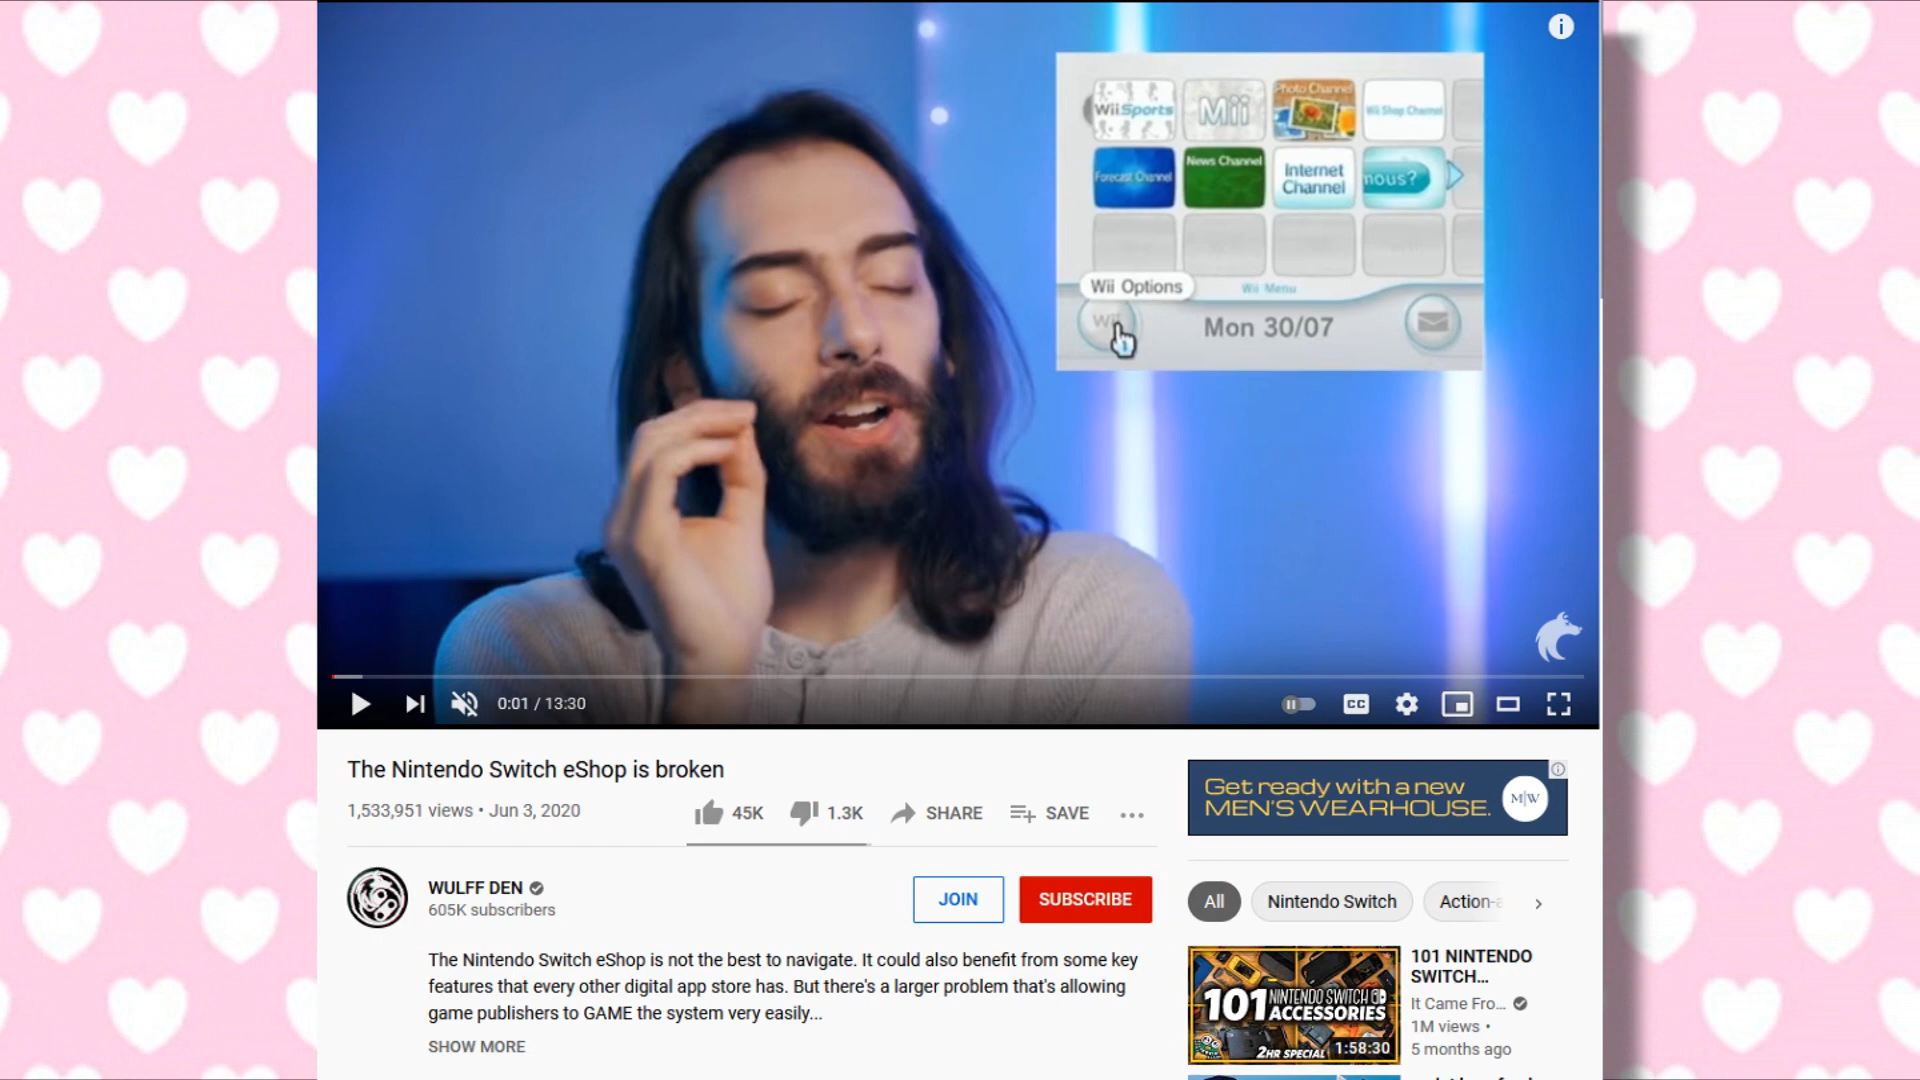 WiiSports
Mii
Photo Channel
Wii Shop Channel
Forecast Channel
News Channel
Internet
Channel
nous?
Wii Options
Wii Menu
Wii
Mon 30/07
0:01 / 13:30
CC
The Nintendo Switch eShop is broken
1,533,951 views • Jun 3, 2020
45K
1.3K
SHARE
SAVE
WULFF DEN
605K subscribers
JOIN
SUBSCRIBE
The Nintendo Switch eShop is not the best to navigate. It could also benefit from some key
features that every other digital app store has. But there's a larger problem that's allowing
game publishers to GAME the system very easily...
SHOW MORE
Get ready with a new
MEN'S WEARHOUSE.
M|W
All
Nintendo Switch
Action-a
101 NINTENDO SWITCH
ACCESSORIES
2HR SPECIAL
1:58:30
101 NINTENDO
SWITCH...
It Came Fro...
1M views •
5 months ago